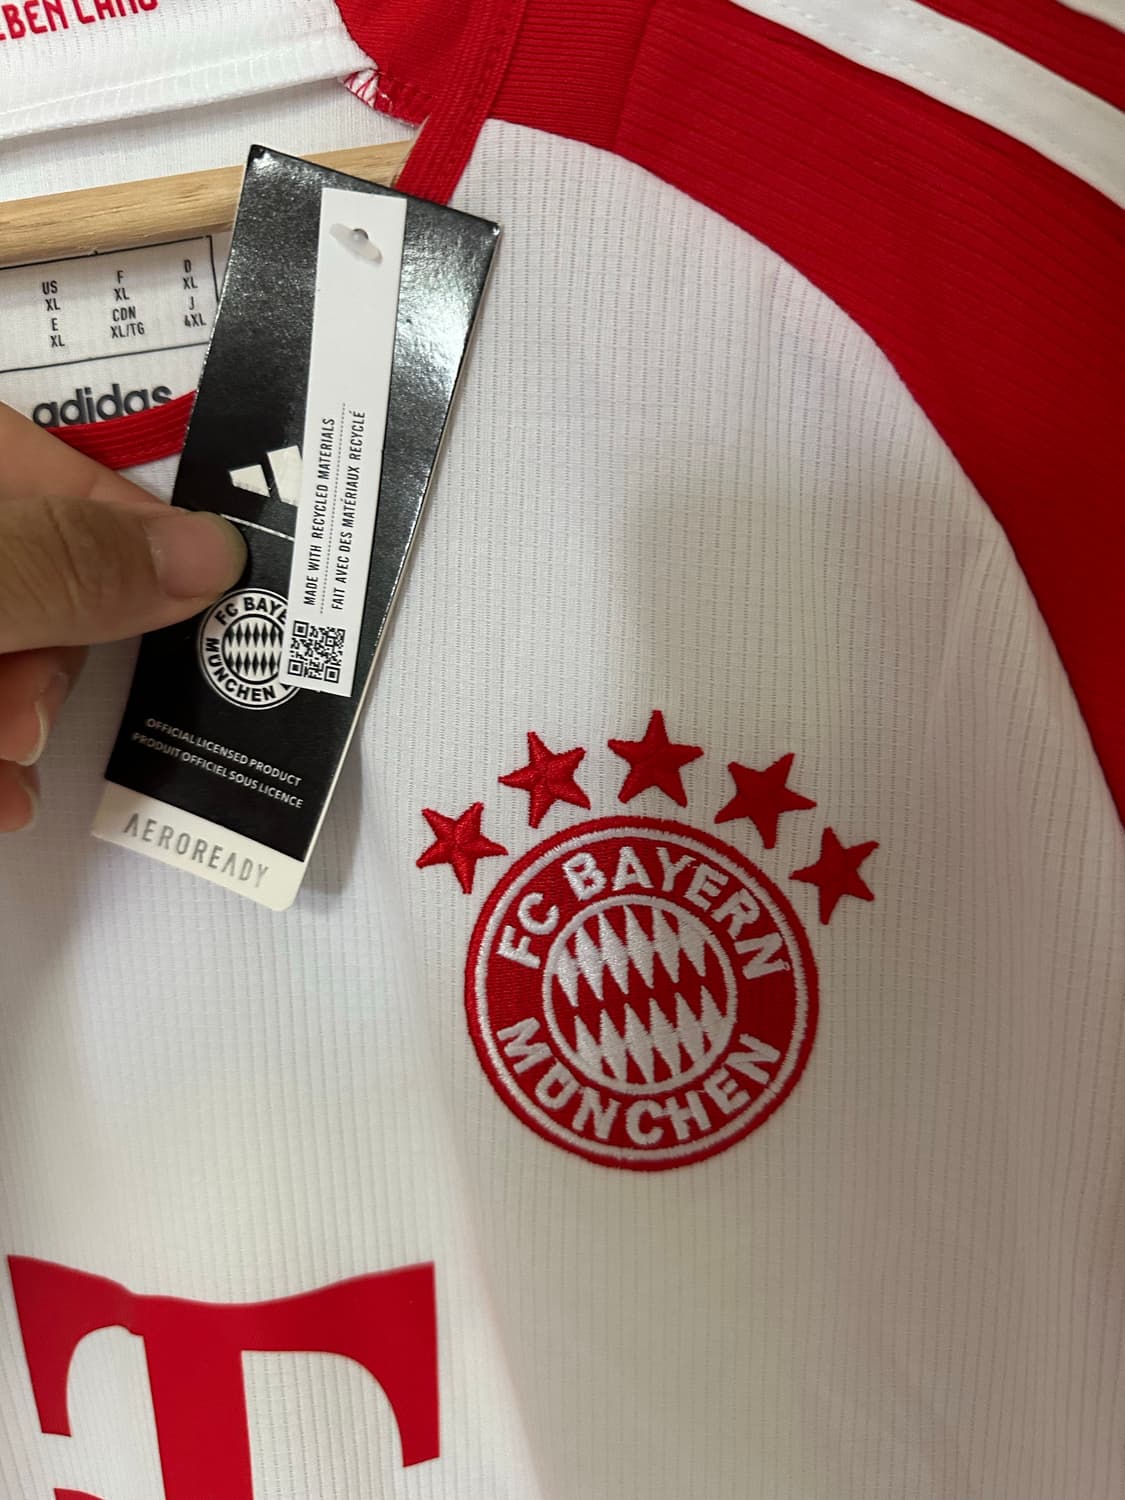 US
XL
F
XL
D
XL
E
XL
CDN
XL/TG
J
4XL
adidas
MADE WITH RECYCLED MATERIALS
FAIT AVEC DES MATÉRIAUX RECYCLÉ
FC BAYE
MÜNCHEN
OFFICIAL LICENSED PRODUCT
PRODUIT OFFICIEL SOUS LICENCE
AEROREADY
FC BAYERN
MÜNCHEN
T